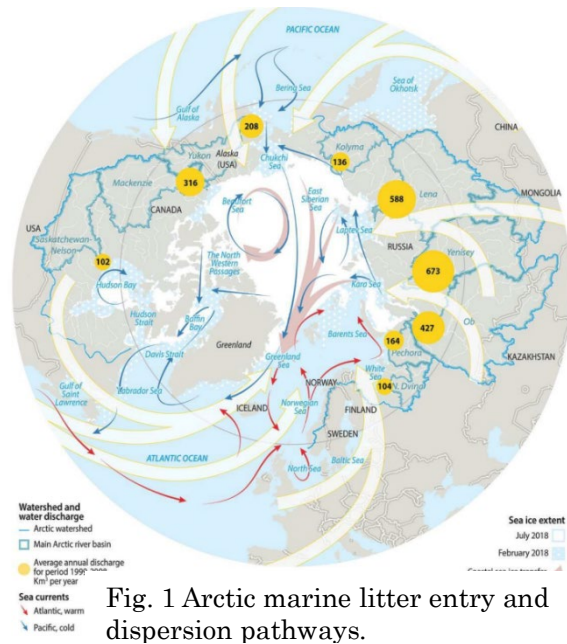 PACIFIC OCEAN
Bering Sea
Sea of
Okhotsk
Gulf of
Alaska
208
CHINA
Yukon
Alaska
(USA)
Chukchi
Sea
136
Kolyma
316
Mackenzie
CANADA
Beaufort
Sea
East
Siberian
Sea
588
Lena
MONGOLIA
USA
Saskatchewan-
Nelson
Laptev
Sea
RUSSIA
Yenisey
102
The North
Western
Passages
673
Hudson Bay
Kara Sea
Hudson
Strait
Baffin
Bay
Barents Sea
427
Ob
Greenland
164
Pechora
Davis Strait
Greenland
Sea
White
Sea
KAZAKHSTAN
Gulf of
Saint
Lawrence
Labrador Sea
NORWAY
104
N. Dvina
ICELAND
Norwegian
Sea
FINLAND
SWEDEN
ATLANTIC OCEAN
North Sea
Baltic Sea
Watershed and
water discharge
Arctic watershed
Main Arctic river basin
Average annual discharge
for period
Km³ per year
Sea currents
Atlantic, warm
Pacific, cold
Sea ice extent
July 2018
February 2018
Fig. 1 Arctic marine litter entry and
dispersion pathways.